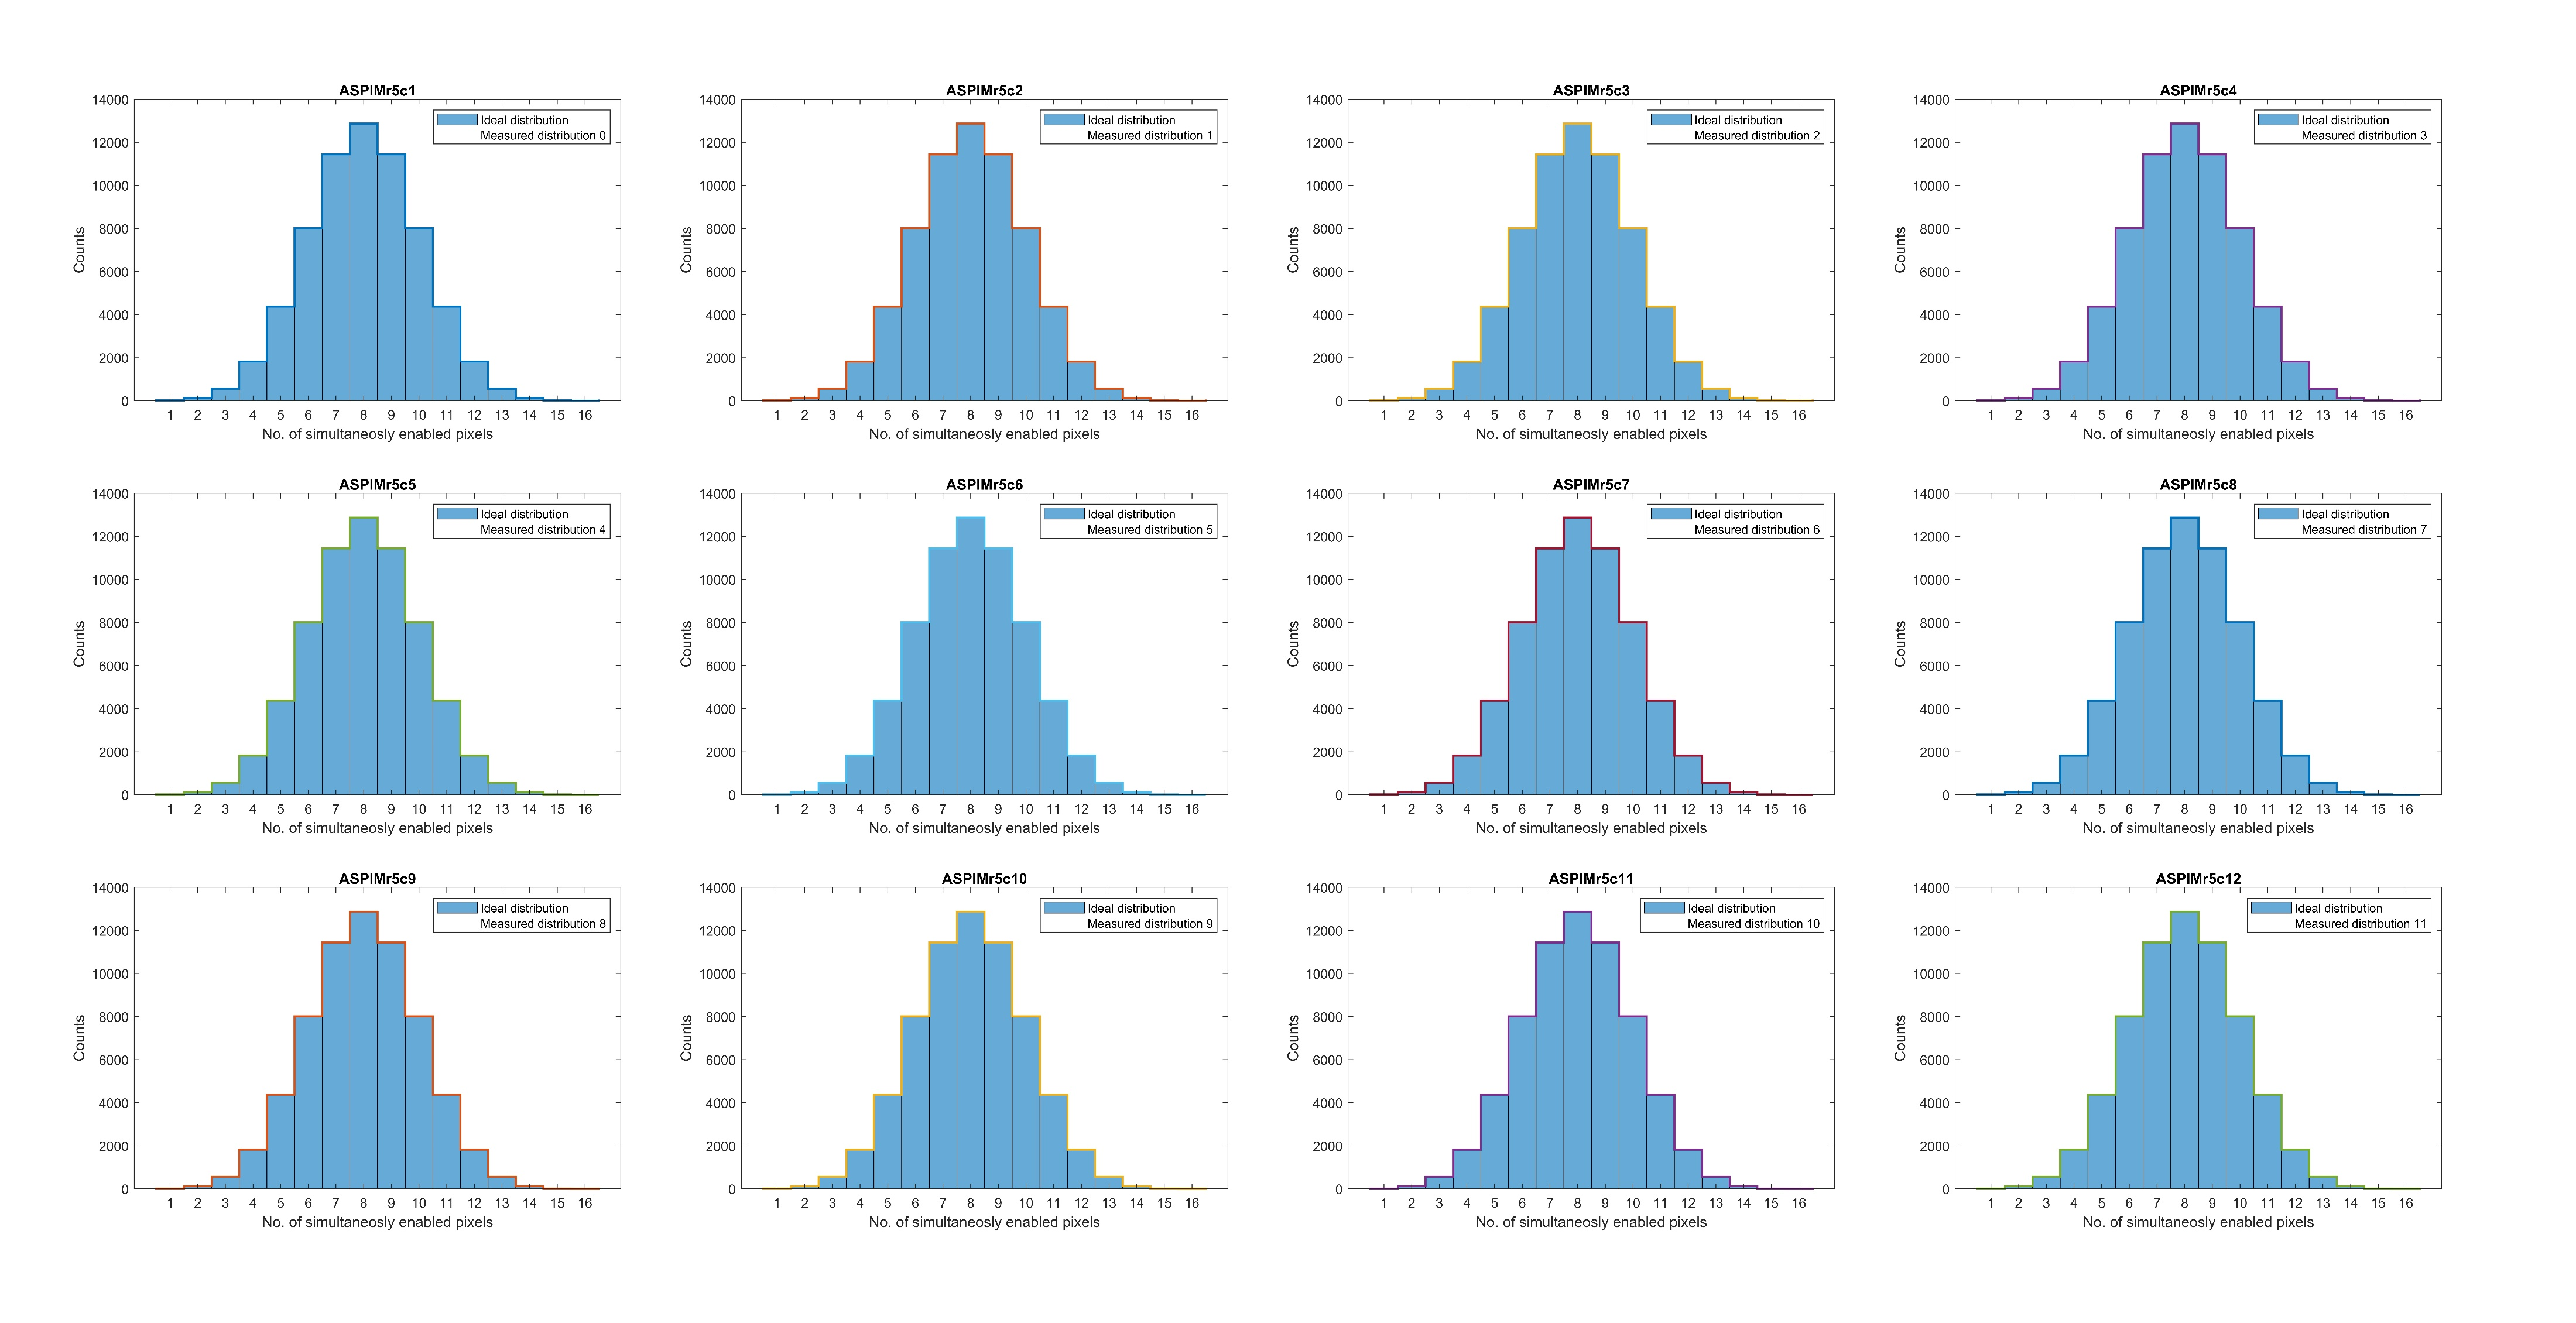 ASPIMr5c1
14000
12000
10000
8000
6000
4000
2000
0
Counts
Ideal distribution
Measured distribution 0
1 2 3 4 5 6 7 8 9 10 11 12 13 14 15 16
No. of simultaneosly enabled pixels
ASPIMr5c2
14000
12000
10000
8000
6000
4000
2000
0
Counts
Ideal distribution
Measured distribution 1
1 2 3 4 5 6 7 8 9 10 11 12 13 14 15 16
No. of simultaneosly enabled pixels
ASPIMr5c3
14000
12000
10000
8000
6000
4000
2000
0
Counts
Ideal distribution
Measured distribution 2
1 2 3 4 5 6 7 8 9 10 11 12 13 14 15 16
No. of simultaneosly enabled pixels
ASPIMr5c4
14000
12000
10000
8000
6000
4000
2000
0
Counts
Ideal distribution
Measured distribution 3
1 2 3 4 5 6 7 8 9 10 11 12 13 14 15 16
No. of simultaneosly enabled pixels
ASPIMr5c5
14000
12000
10000
8000
6000
4000
2000
0
Counts
Ideal distribution
Measured distribution 4
1 2 3 4 5 6 7 8 9 10 11 12 13 14 15 16
No. of simultaneosly enabled pixels
ASPIMr5c6
14000
12000
10000
8000
6000
4000
2000
0
Counts
Ideal distribution
Measured distribution 5
1 2 3 4 5 6 7 8 9 10 11 12 13 14 15 16
No. of simultaneosly enabled pixels
ASPIMr5c7
14000
12000
10000
8000
6000
4000
2000
0
Counts
Ideal distribution
Measured distribution 6
1 2 3 4 5 6 7 8 9 10 11 12 13 14 15 16
No. of simultaneosly enabled pixels
ASPIMr5c8
14000
12000
10000
8000
6000
4000
2000
0
Counts
Ideal distribution
Measured distribution 7
1 2 3 4 5 6 7 8 9 10 11 12 13 14 15 16
No. of simultaneosly enabled pixels
ASPIMr5c9
14000
12000
10000
8000
6000
4000
2000
0
Counts
Ideal distribution
Measured distribution 8
1 2 3 4 5 6 7 8 9 10 11 12 13 14 15 16
No. of simultaneosly enabled pixels
ASPIMr5c10
14000
12000
10000
8000
6000
4000
2000
0
Counts
Ideal distribution
Measured distribution 9
1 2 3 4 5 6 7 8 9 10 11 12 13 14 15 16
No. of simultaneosly enabled pixels
ASPIMr5c11
14000
12000
10000
8000
6000
4000
2000
0
Counts
Ideal distribution
Measured distribution 10
1 2 3 4 5 6 7 8 9 10 11 12 13 14 15 16
No. of simultaneosly enabled pixels
ASPIMr5c12
14000
12000
10000
8000
6000
4000
2000
0
Counts
Ideal distribution
Measured distribution 11
1 2 3 4 5 6 7 8 9 10 11 12 13 14 15 16
No. of simultaneosly enabled pixels